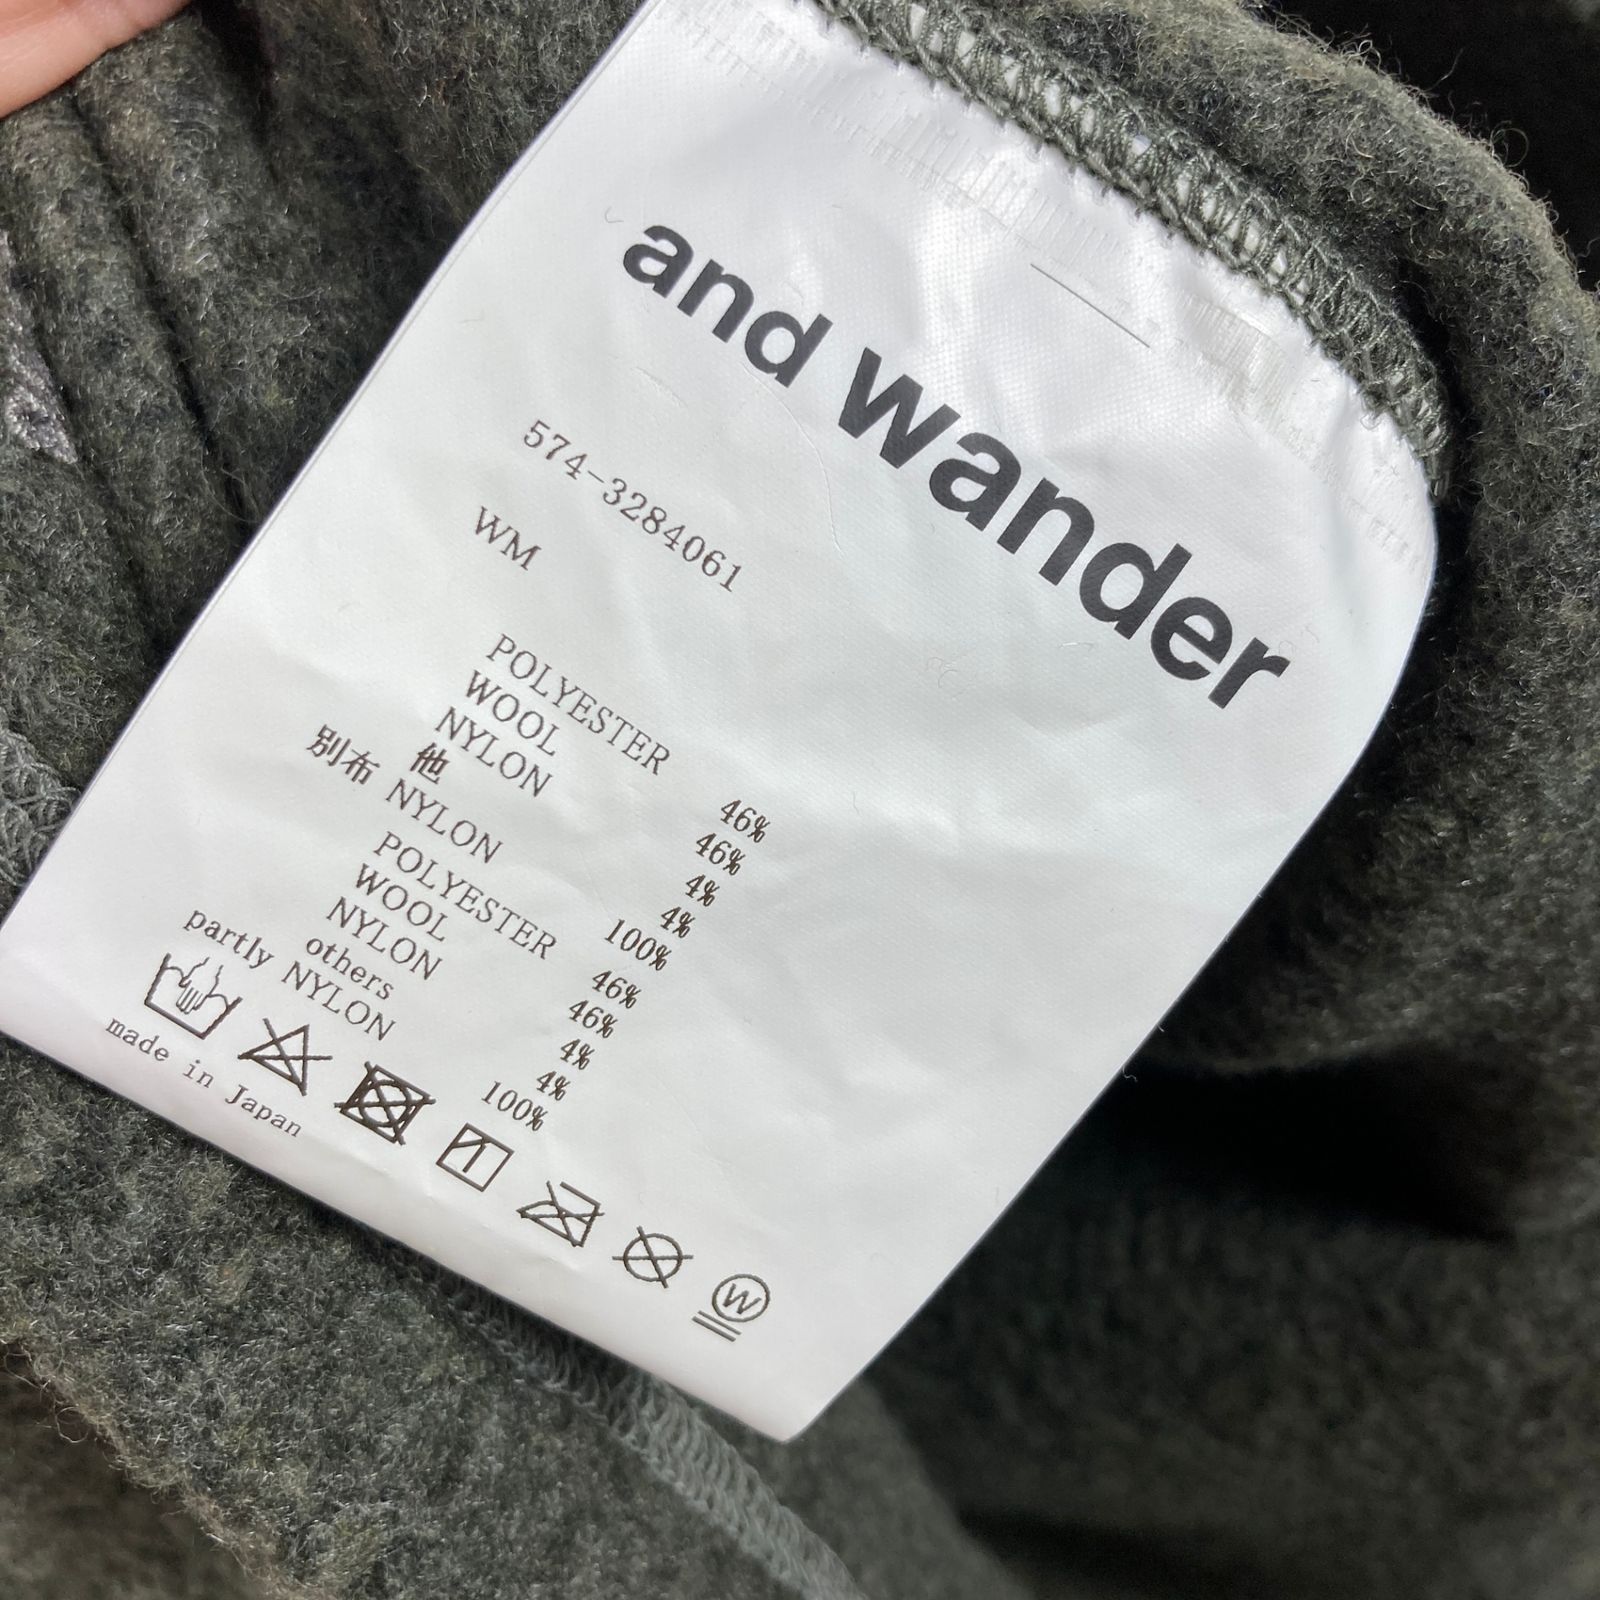 and wander
574-3284061
WM
POLYESTER 46%
WOOL 46%
NYLON 4%
他 4%
別布 NYLON 100%
POLYESTER 46%
WOOL 46%
NYLON 4%
others 4%
partly NYLON 100%
W
made in Japan